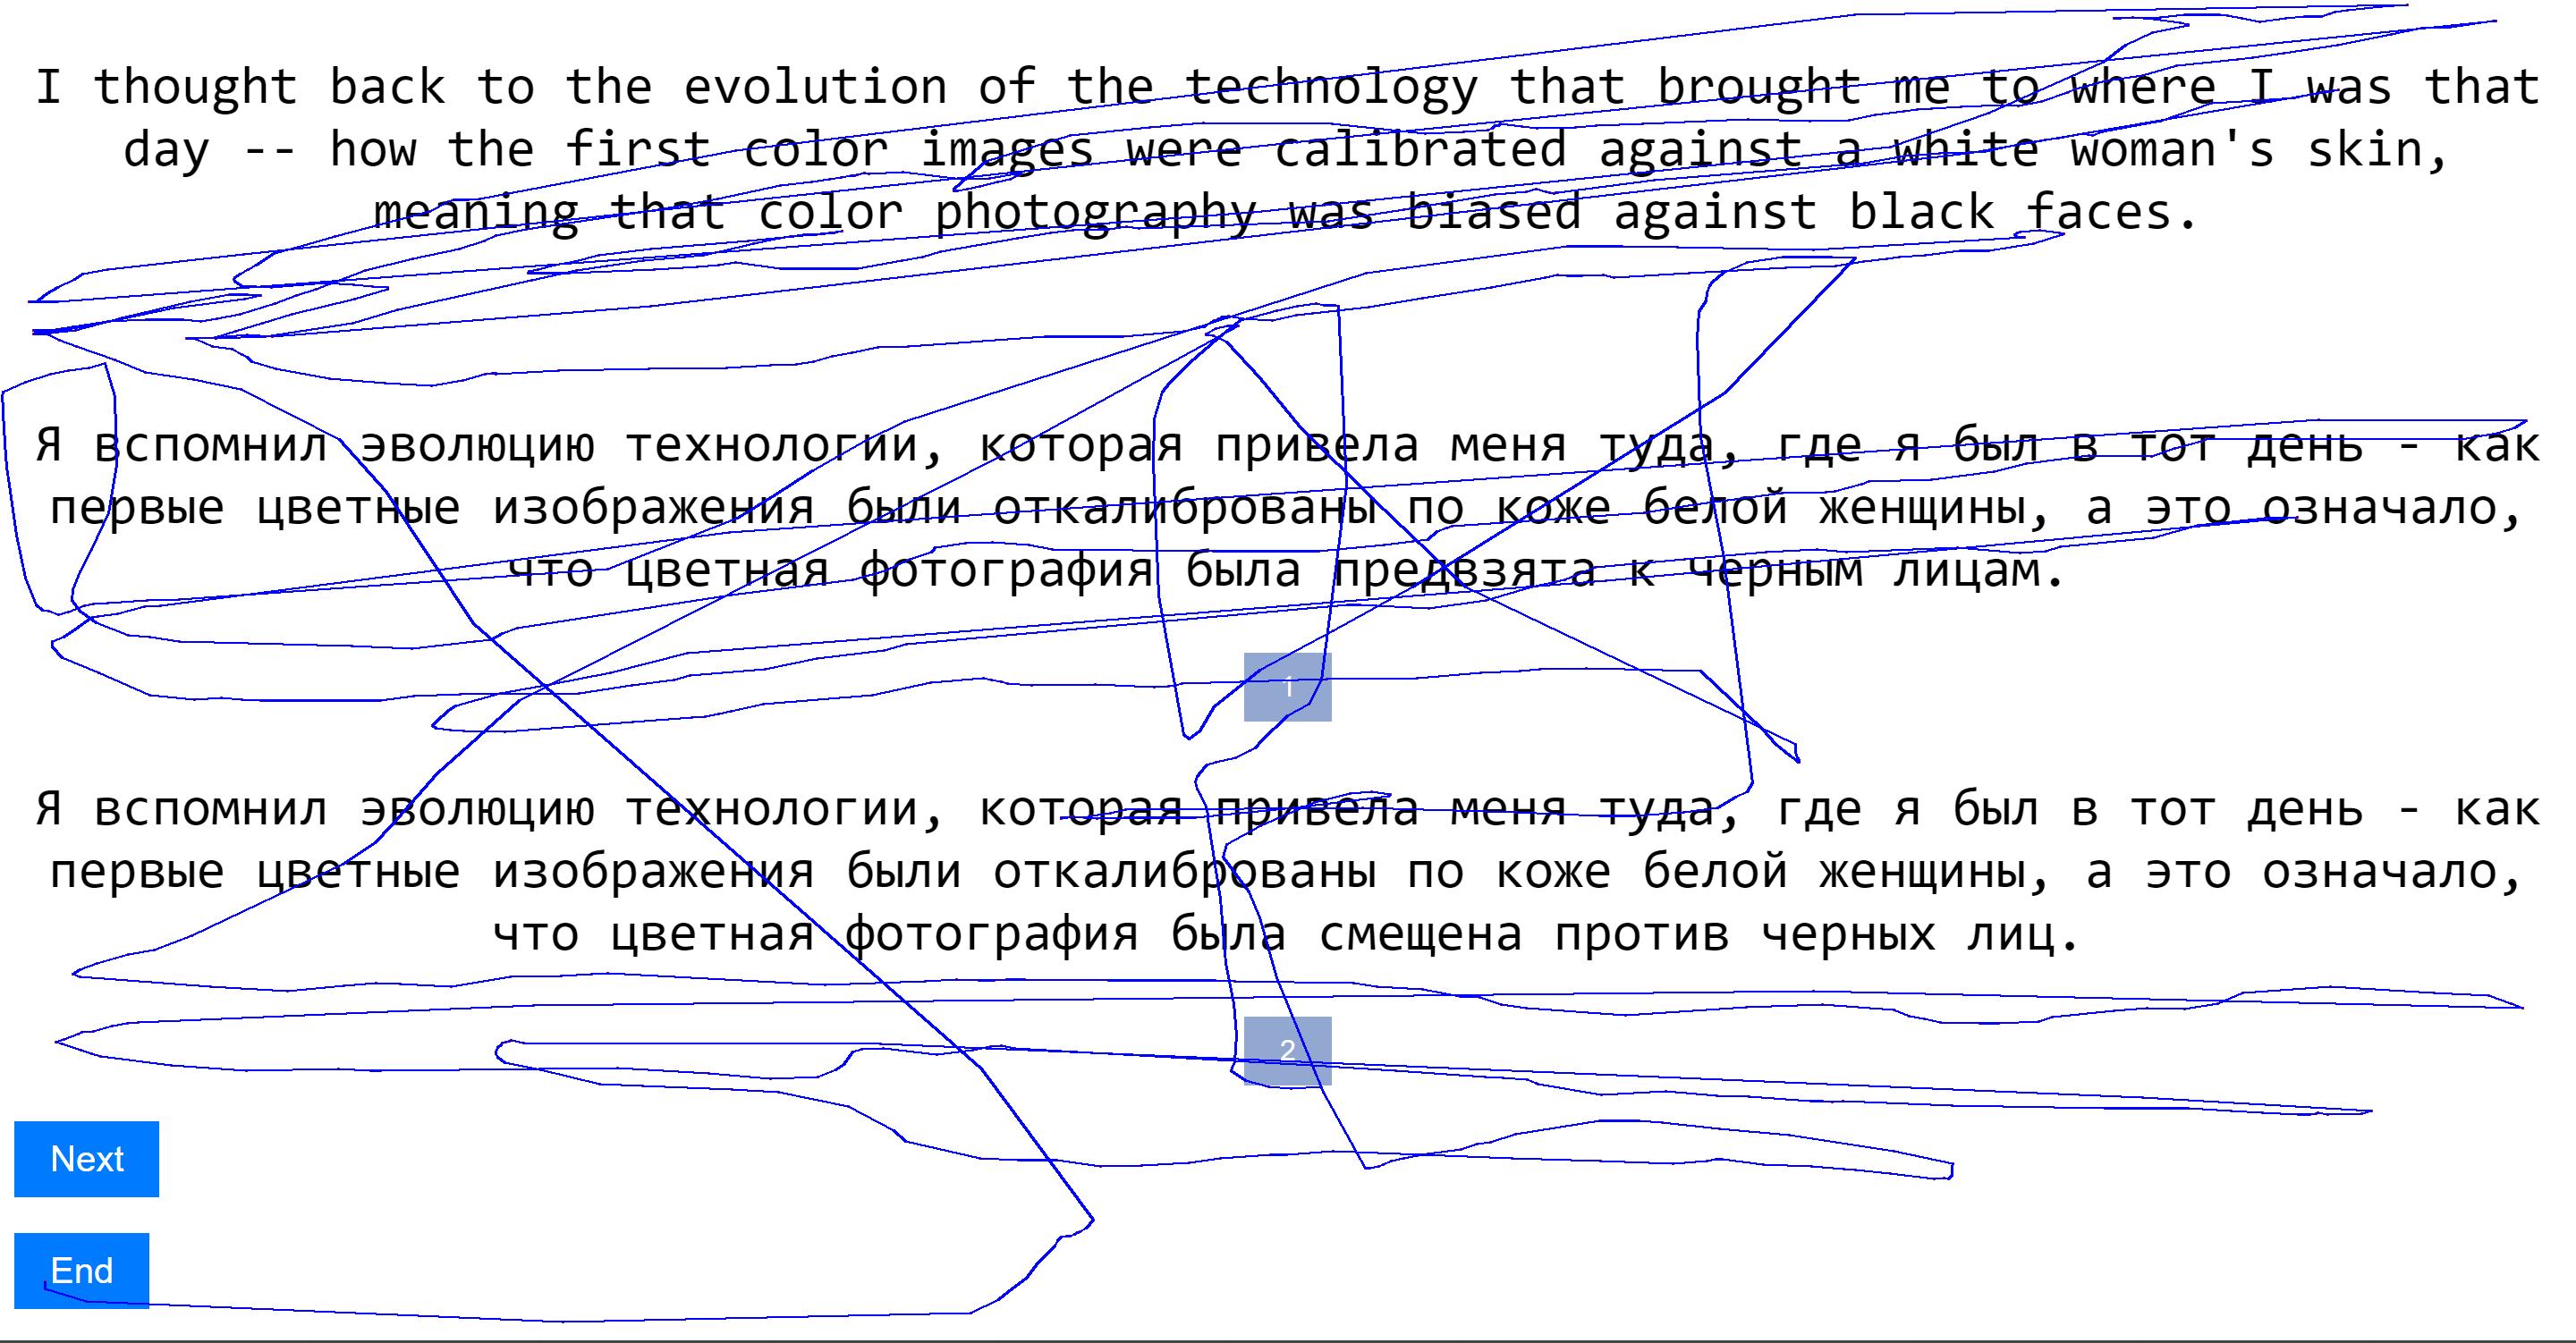 I thought back to the evolution of the technology that brought me to where I was that
day -- how the first color images were calibrated against a white woman's skin,
meaning that color photography was biased against black faces.
Я вспомнил эволюцию технологии, которая привела меня туда, где я был в тот день - как
первые цветные изображения были откалиброваны по коже белой женщины, а это означало,
что цветная фотография была предвзята к черным лицам.
1
Я вспомнил эволюцию технологии, которая привела меня туда, где я был в тот день - как
первые цветные изображения были откалиброваны по коже белой женщины, а это означало,
что цветная фотография была смещена против черных лиц.
2
Next
End